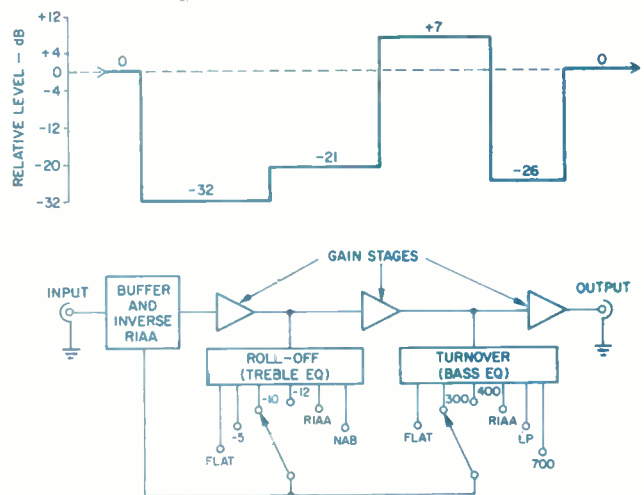 +12
+4
0
-4
-12
-20
-32
RELATIVE LEVEL – dB
0
-32
-21
+7
-26
0
GAIN STAGES
INPUT
BUFFER
AND
INVERSE
RIAA
OUTPUT
ROLL-OFF
(TREBLE EQ)
TURNOVER
(BASS EQ)
FLAT
-5
-10
-12
RIAA
NAB
FLAT
300
400
RIAA
LP
700